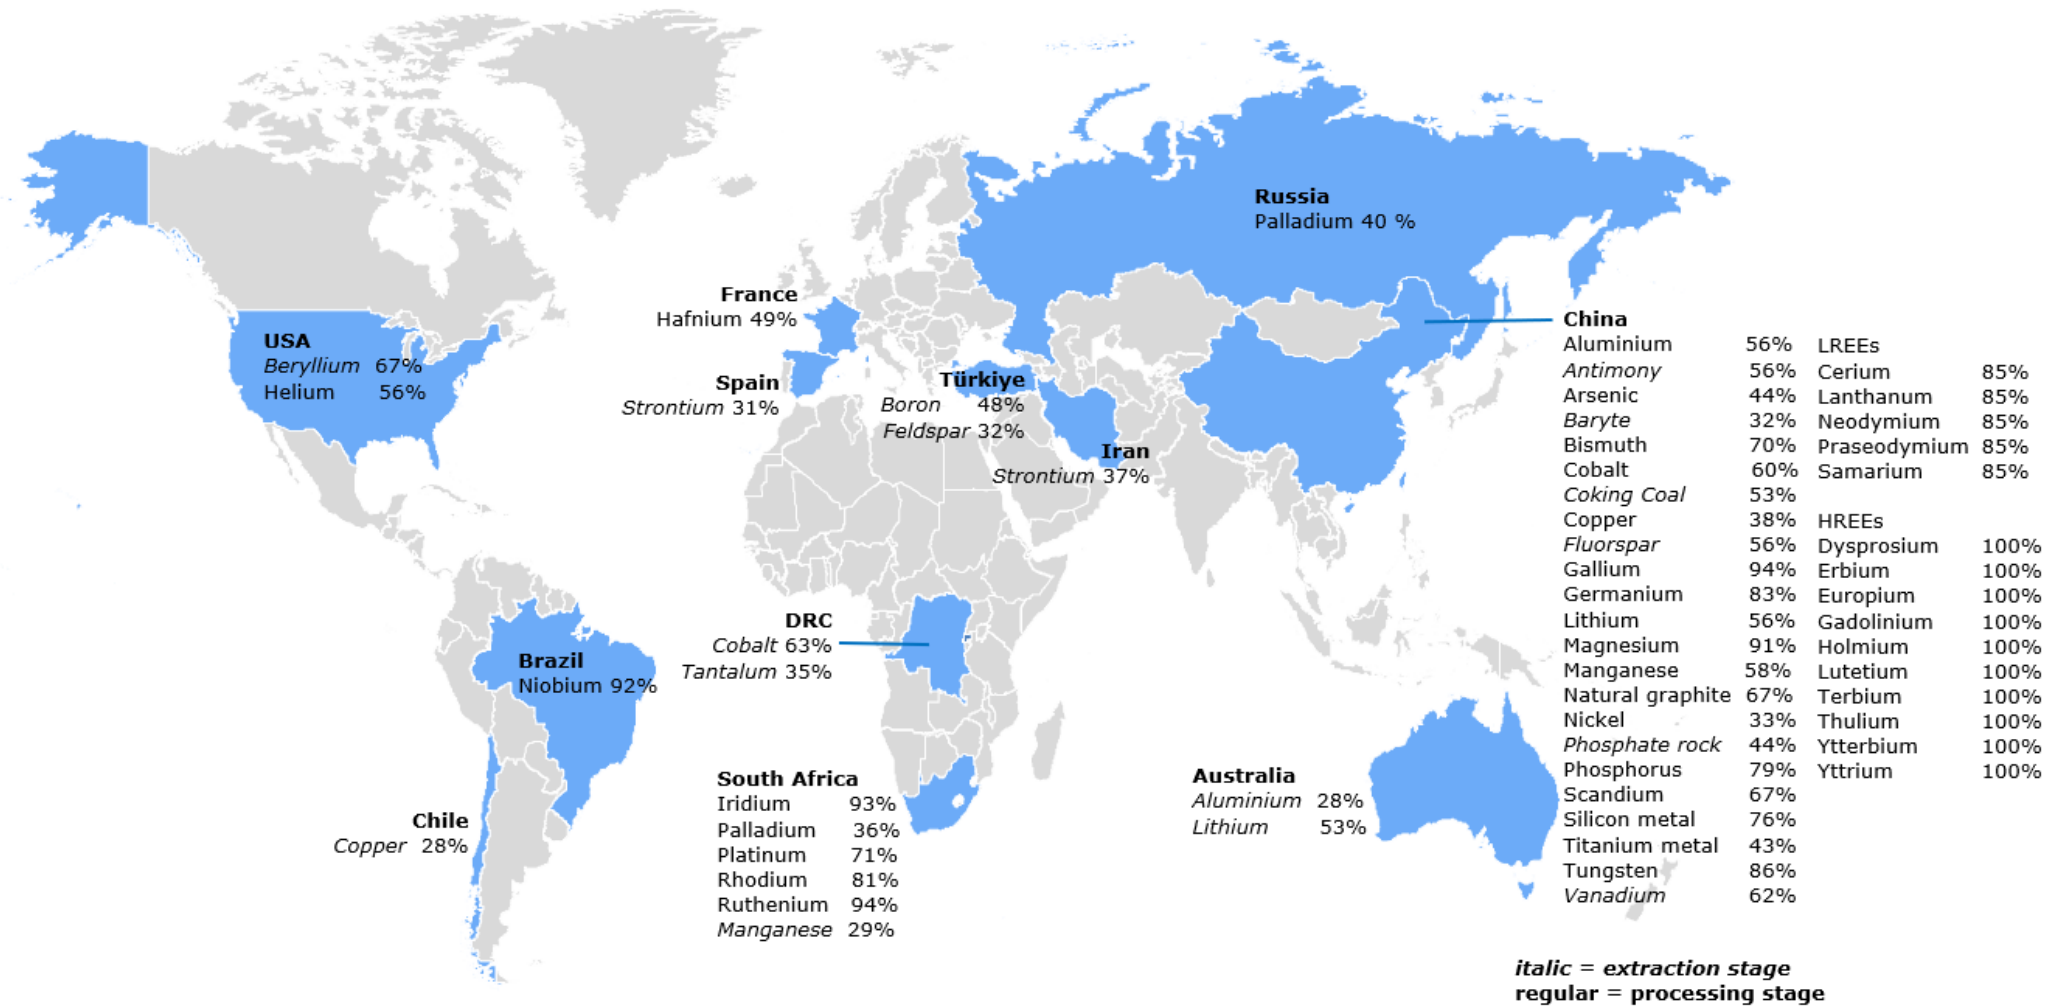 Russia
Palladium 40 %
France
Hafnium 49%
USA
Beryllium 67%
Helium 56%
Spain
Strontium 31%
Türkiye
Boron 48%
Feldspar 32%
Iran
Strontium 37%
DRC
Cobalt 63%
Tantalum 35%
Brazil
Niobium 92%
South Africa
Iridium 93%
Palladium 36%
Platinum 71%
Rhodium 81%
Ruthenium 94%
Manganese 29%
Chile
Copper 28%
Australia
Aluminium 28%
Lithium 53%
China
Aluminium 56%
Antimony 56%
Arsenic 44%
Baryte 32%
Bismuth 70%
Cobalt 60%
Coking Coal 53%
Copper 38%
Fluorspar 56%
Gallium 94%
Germanium 83%
Lithium 56%
Magnesium 91%
Manganese 58%
Natural graphite 67%
Nickel 33%
Phosphate rock 44%
Phosphorus 79%
Scandium 67%
Silicon metal 76%
Titanium metal 43%
Tungsten 86%
Vanadium 62%
LREEs
Cerium 85%
Lanthanum 85%
Neodymium 85%
Praseodymium 85%
Samarium 85%
HREEs
Dysprosium 100%
Erbium 100%
Europium 100%
Gadolinium 100%
Holmium 100%
Lutetium 100%
Terbium 100%
Thulium 100%
Ytterbium 100%
Yttrium 100%
italic = extraction stage
regular = processing stage